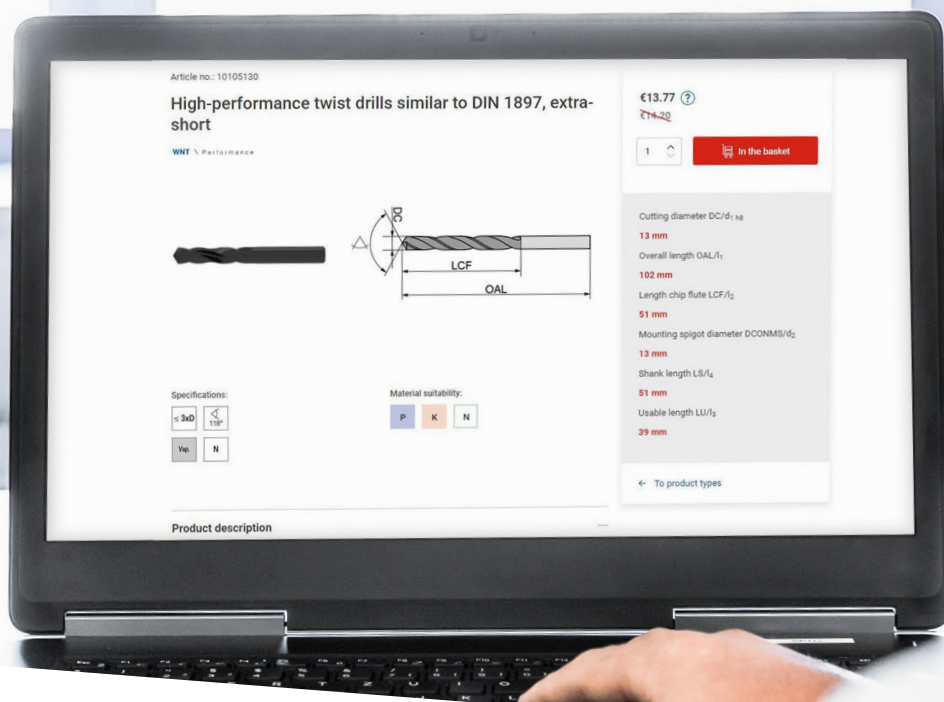 Article no.: 10105130
High-performance twist drills similar to DIN 1897, extra-
short
WNT \ Performance
DC
LCF
OAL
Specifications:
≤ 3xD
118°
Vap.
N
Material suitability:
P K N
Product description
€13.77 ?
€14.20
1
In the basket
Cutting diameter DC/d1 h8
13 mm
Overall length OAL/l1
102 mm
Length chip flute LCF/l2
51 mm
Mounting spigot diameter DCONMS/d2
13 mm
Shank length LS/l4
51 mm
Usable length LU/l3
39 mm
← To product types